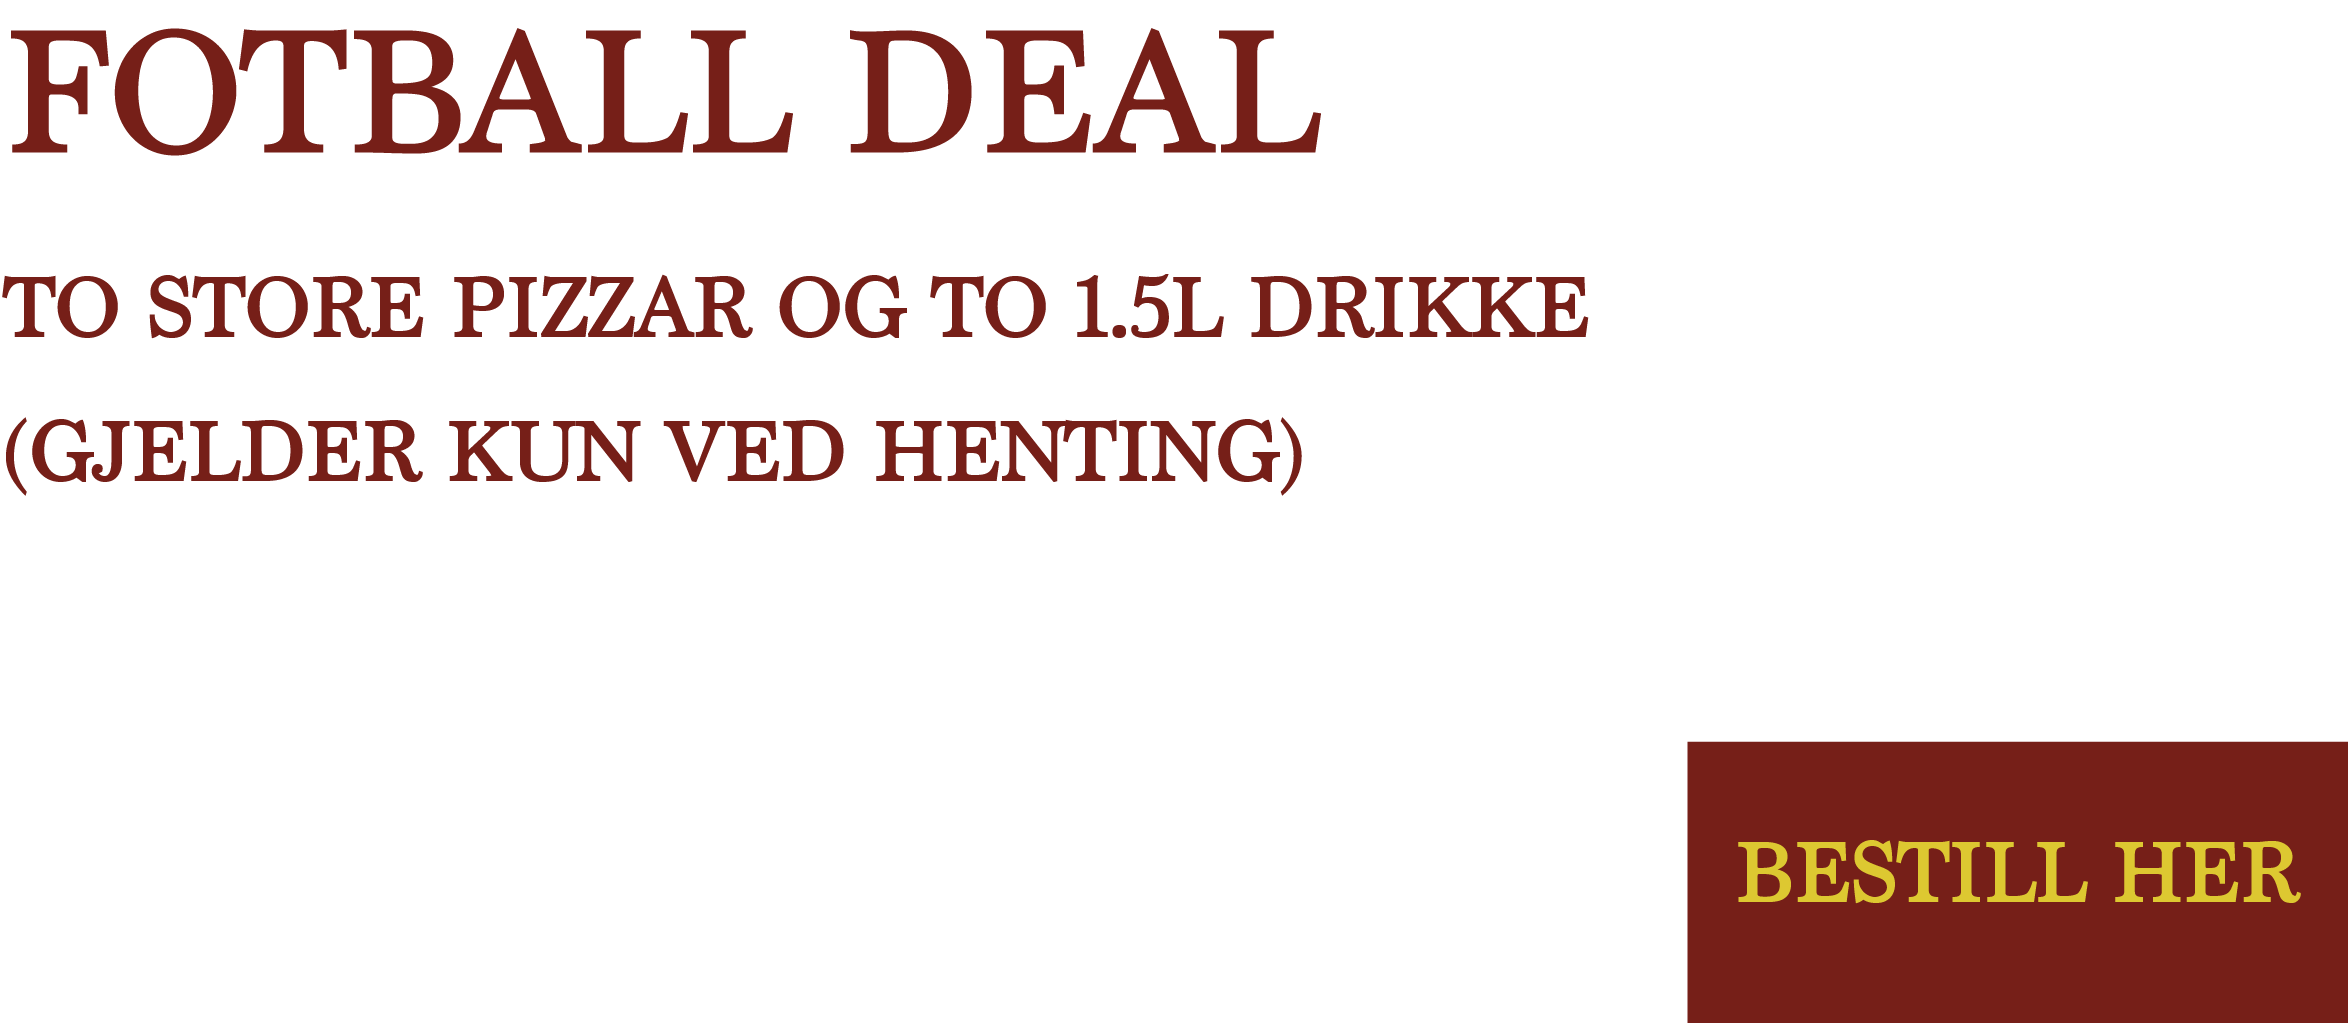 FOTBALL DEAL
TO STORE PIZZAR OG TO 1.5L DRIKKE
(GJELDER KUN VED HENTING)
BESTILL HER